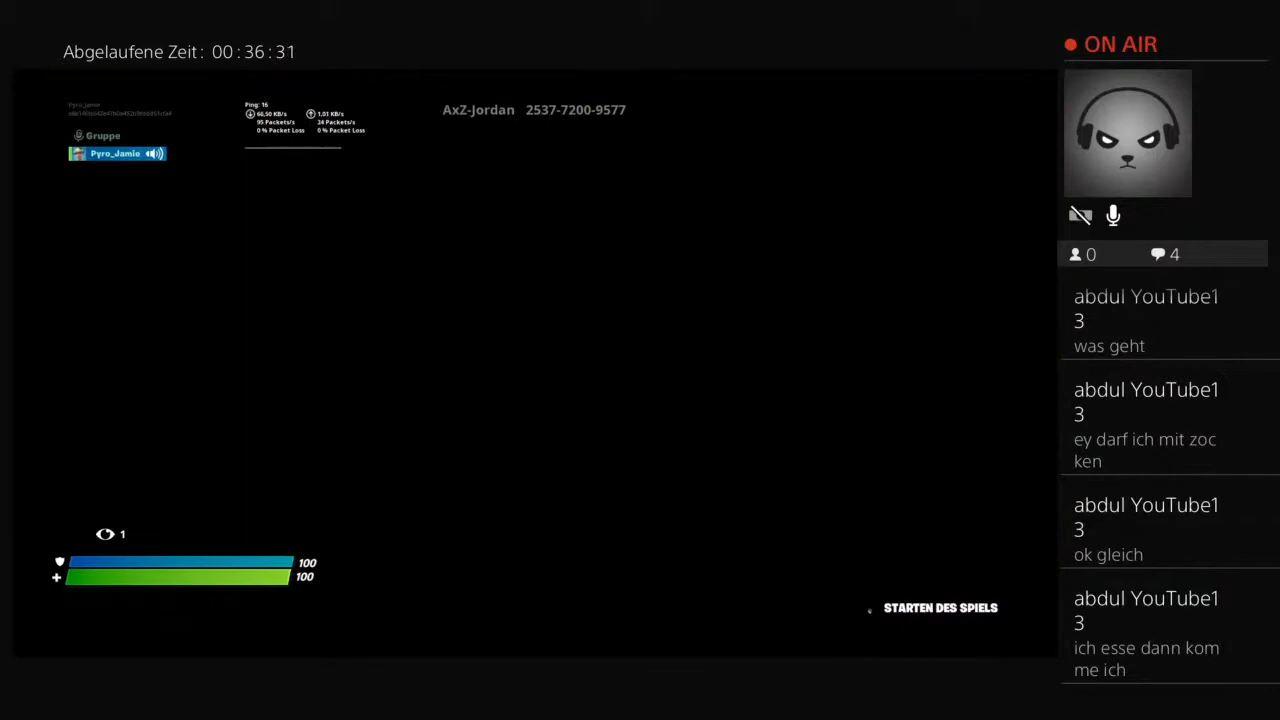 Abgelaufene Zeit: 00:36:31
ON AIR
Pyro_Jamie
Gruppe
Pyro_Jamie
Ping: 16
66,50 KB/s 1,01 KB/s
95 Packets/s 24 Packets/s
0 % Packet Loss 0 % Packet Loss
AxZ-Jordan 2537-7200-9577
0 4
abdul YouTube1
3
was geht
abdul YouTube1
3
ey darf ich mit zoc
ken
abdul YouTube1
3
ok gleich
abdul YouTube1
3
ich esse dann kom
me ich
1
100
100
STARTEN DES SPIELS